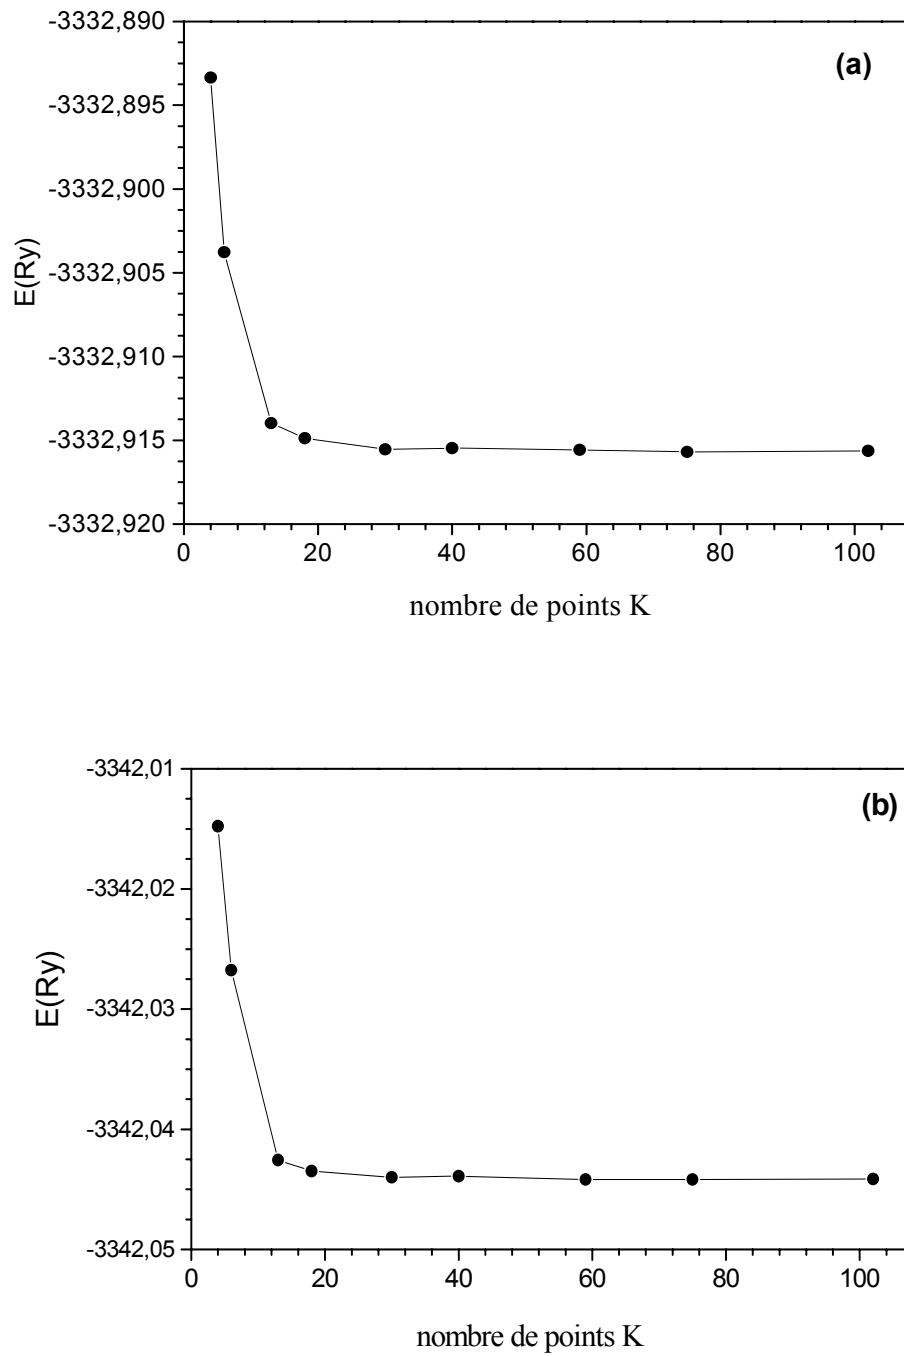 -3332,890
(a)
-3332,895
-3332,900
E(Ry)
-3332,905
-3332,910
-3332,915
-3332,920
0 20 40 60 80 100
nombre de points K
-3342,01
(b)
-3342,02
E(Ry)
-3342,03
-3342,04
-3342,05
0 20 40 60 80 100
nombre de points K